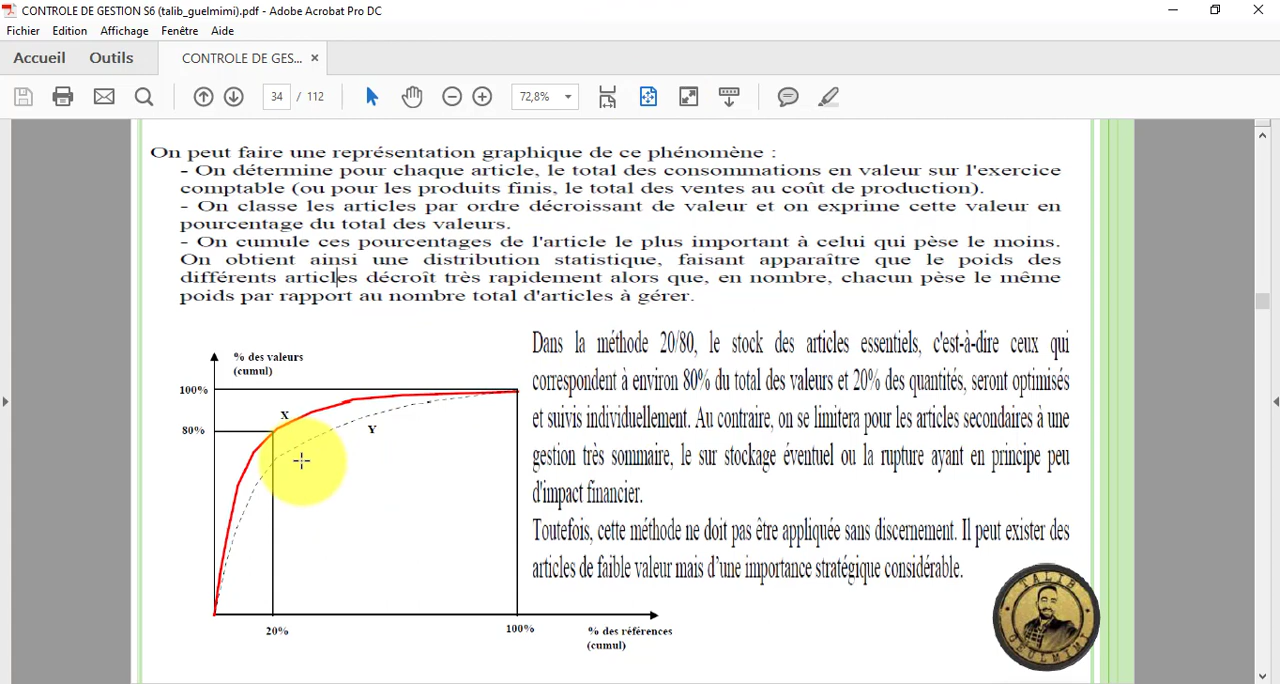 CONTROLE DE GESTION S6 (talib_guelmimi).pdf - Adobe Acrobat Pro DC
Fichier Edition Affichage Fenêtre Aide
Accueil Outils CONTROLE DE GES... ×
34 / 112 72,8%
On peut faire une représentation graphique de ce phénomène :
- On détermine pour chaque article, le total des consommations en valeur sur l'exercice
comptable (ou pour les produits finis, le total des ventes au coût de production).
- On classe les articles par ordre décroissant de valeur et on exprime cette valeur en
pourcentage du total des valeurs.
- On cumule ces pourcentages de l'article le plus important à celui qui pèse le moins.
On obtient ainsi une distribution statistique, faisant apparaître que le poids des
différents articles décroît très rapidement alors que, en nombre, chacun pèse le même
poids par rapport au nombre total d'articles à gérer.
% des valeurs
(cumul)
100%
X
Y
80%
20%
100%
% des références
(cumul)
Dans la méthode 20/80, le stock des articles essentiels, c'est-à-dire ceux qui
correspondent à environ 80% du total des valeurs et 20% des quantités, seront optimisés
et suivis individuellement. Au contraire, on se limitera pour les articles secondaires à une
gestion très sommaire, le sur stockage éventuel ou la rupture ayant en principe peu
d'impact financier.
Toutefois, cette méthode ne doit pas être appliquée sans discernement. Il peut exister des
articles de faible valeur mais d’une importance stratégique considérable.
TALIB
GUELMIMI